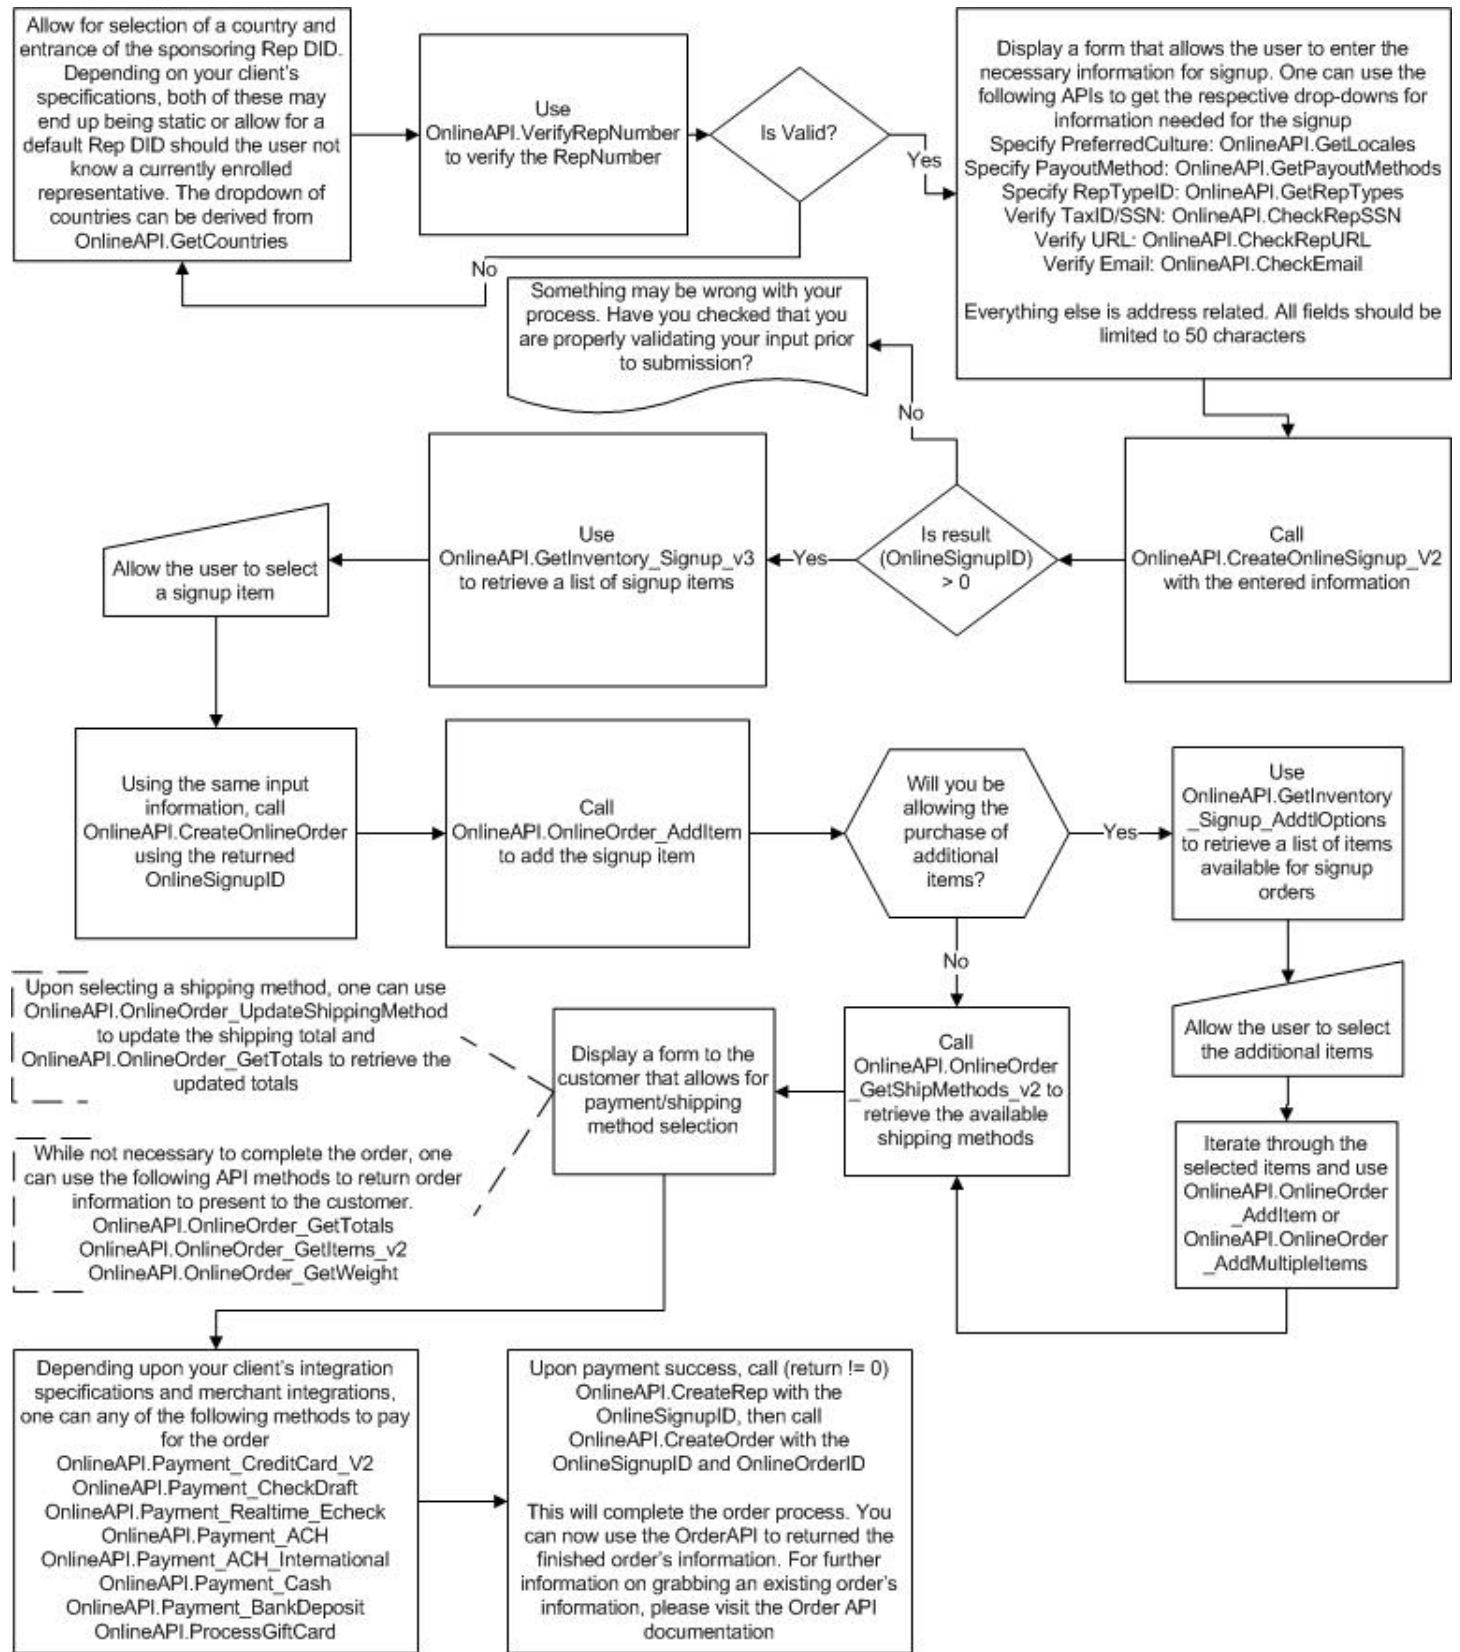 Allow for selection of a country and
entrance of the sponsoring Rep DID.
Depending on your client's
specifications, both of these may
end up being static or allow for a
default Rep DID should the user not
know a currently enrolled
representative. The dropdown of
countries can be derived from
OnlineAPI.GetCountries
Use
OnlineAPI.VerifyRepNumber
to verify the RepNumber
Is Valid?
Yes
No
Display a form that allows the user to enter the
necessary information for signup. One can use the
following APIs to get the respective drop-downs for
information needed for the signup
Specify PreferredCulture: OnlineAPI.GetLocales
Specify PayoutMethod: OnlineAPI.GetPayoutMethods
Specify RepTypeID: OnlineAPI.GetRepTypes
Verify TaxID/SSN: OnlineAPI.CheckRepSSN
Verify URL: OnlineAPI.CheckRepURL
Verify Email: OnlineAPI.CheckEmail
Everything else is address related. All fields should be
limited to 50 characters
Something may be wrong with your
process. Have you checked that you
are properly validating your input prior
to submission?
No
Call
OnlineAPI.CreateOnlineSignup_V2
with the entered information
Is result
(OnlineSignupID)
> 0
Yes
Use
OnlineAPI.GetInventory_Signup_v3
to retrieve a list of signup items
Allow the user to select
a signup item
Using the same input
information, call
OnlineAPI.CreateOnlineOrder
using the returned
OnlineSignupID
Call
OnlineAPI.OnlineOrder_AddItem
to add the signup item
Will you be
allowing the
purchase of
additional
items?
Yes
No
Use
OnlineAPI.GetInventory
_Signup_AddtlOptions
to retrieve a list of items
available for signup
orders
Allow the user to select
the additional items
Iterate through the
selected items and use
OnlineAPI.OnlineOrder
_AddItem or
OnlineAPI.OnlineOrder
_AddMultipleItems
Call
OnlineAPI.OnlineOrder
_GetShipMethods_v2 to
retrieve the available
shipping methods
Display a form to the
customer that allows for
payment/shipping
method selection
Upon selecting a shipping method, one can use
OnlineAPI.OnlineOrder_UpdateShippingMethod
to update the shipping total and
OnlineAPI.OnlineOrder_GetTotals to retrieve the
updated totals
While not necessary to complete the order, one
can use the following API methods to return order
information to present to the customer.
OnlineAPI.OnlineOrder_GetTotals
OnlineAPI.OnlineOrder_GetItems_v2
OnlineAPI.OnlineOrder_GetWeight
Depending upon your client's integration
specifications and merchant integrations,
one can any of the following methods to pay
for the order
OnlineAPI.Payment_CreditCard_V2
OnlineAPI.Payment_CheckDraft
OnlineAPI.Payment_Realtime_Echeck
OnlineAPI.Payment_ACH
OnlineAPI.Payment_ACH_International
OnlineAPI.Payment_Cash
OnlineAPI.Payment_BankDeposit
OnlineAPI.ProcessGiftCard
Upon payment success, call (return != 0)
OnlineAPI.CreateRep with the
OnlineSignupID, then call
OnlineAPI.CreateOrder with the
OnlineSignupID and OnlineOrderID
This will complete the order process. You
can now use the OrderAPI to returned the
finished order's information. For further
information on grabbing an existing order's
information, please visit the Order API
documentation